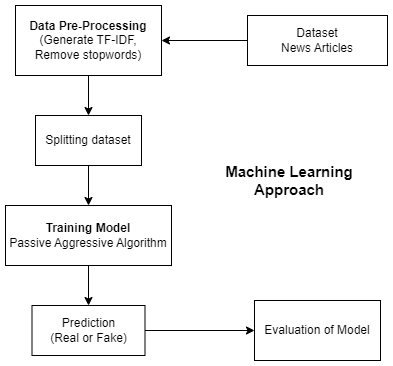 Data Pre-Processing
(Generate TF-IDF,
Remove stopwords)
Dataset
News Articles
Splitting dataset
Machine Learning
Approach
Training Model
Passive Aggressive Algorithm
Prediction
(Real or Fake)
Evaluation of Model